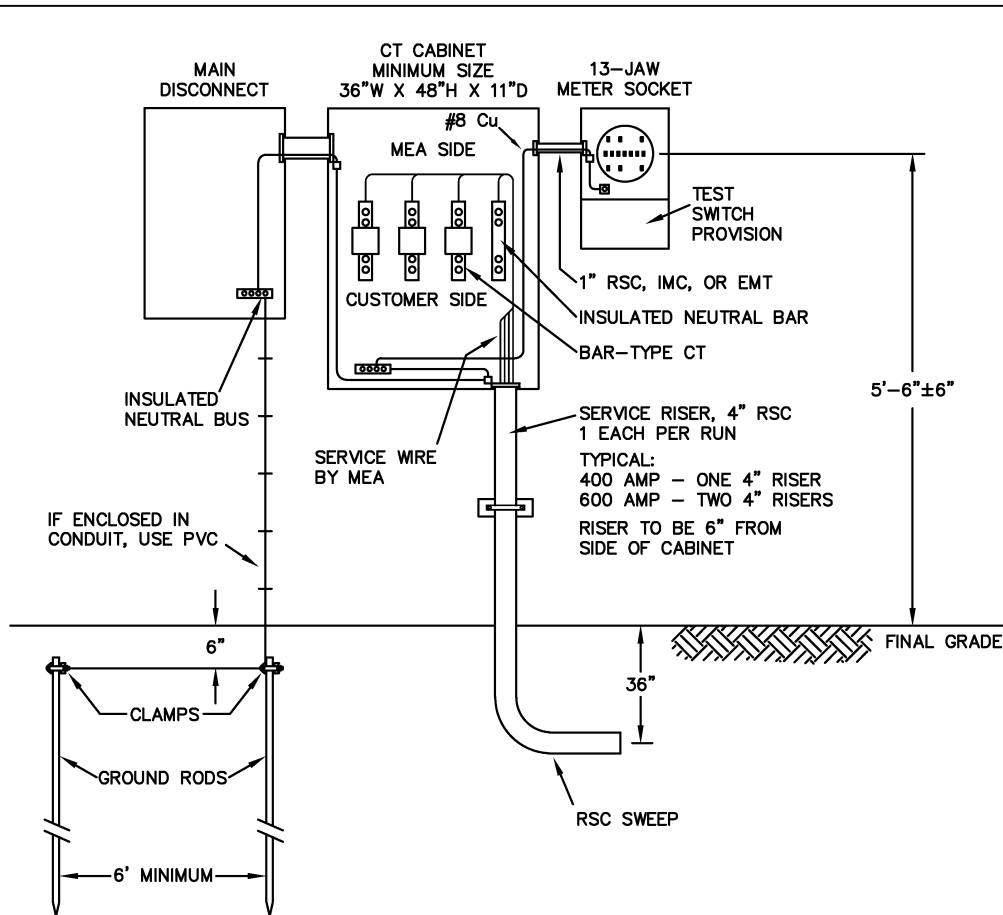 MAIN
DISCONNECT
CT CABINET
MINIMUM SIZE
36"W X 48"H X 11"D
13-JAW
METER SOCKET
#8 Cu
MEA SIDE
TEST
SWITCH
PROVISION
CUSTOMER SIDE
1" RSC, IMC, OR EMT
INSULATED NEUTRAL BAR
BAR-TYPE CT
INSULATED
NEUTRAL BUS
5'-6"±6"
SERVICE WIRE
BY MEA
SERVICE RISER, 4" RSC
1 EACH PER RUN
TYPICAL:
400 AMP - ONE 4" RISER
600 AMP - TWO 4" RISERS
RISER TO BE 6" FROM
SIDE OF CABINET
IF ENCLOSED IN
CONDUIT, USE PVC
6"
FINAL GRADE
36"
CLAMPS
GROUND RODS
RSC SWEEP
6' MINIMUM